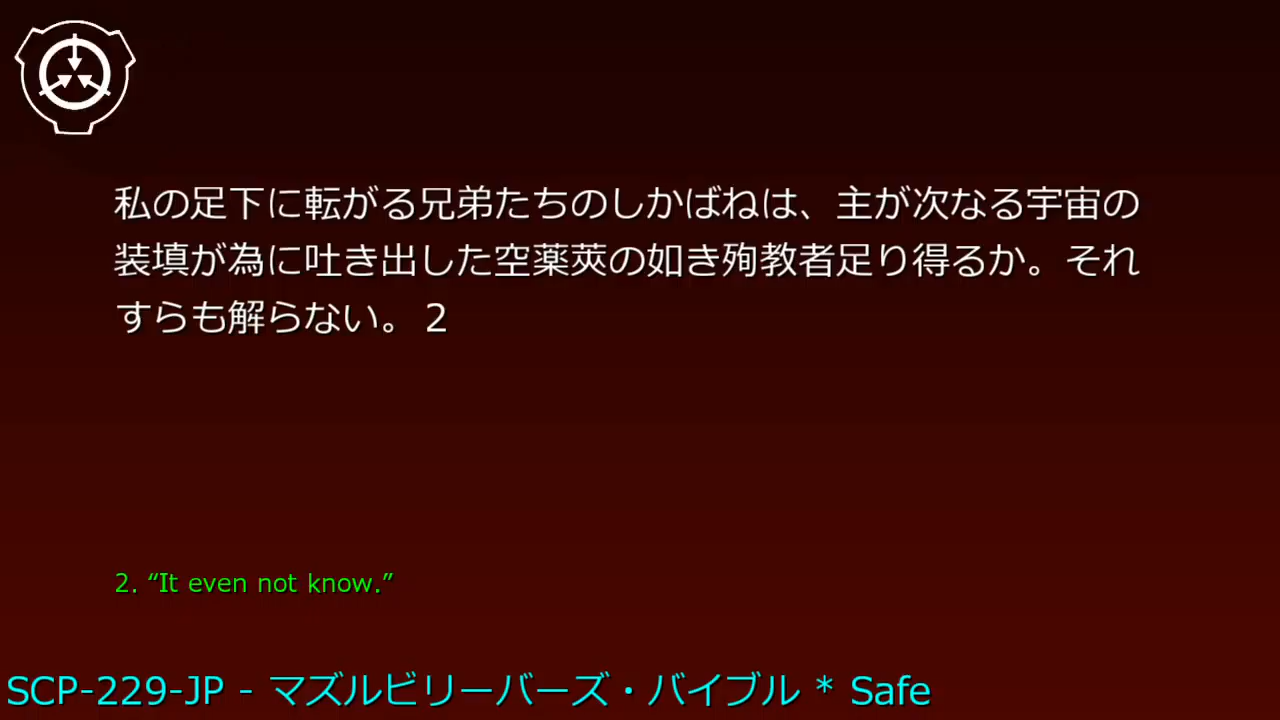 私の足下に転がる兄弟たちのしかばねは、主が次なる宇宙の
装填が為に吐き出した空薬莢の如き殉教者足り得るか。それ
すらも解らない。 2
2. “It even not know.”
SCP-229-JP - マズルビリーバーズ・バイブル * Safe